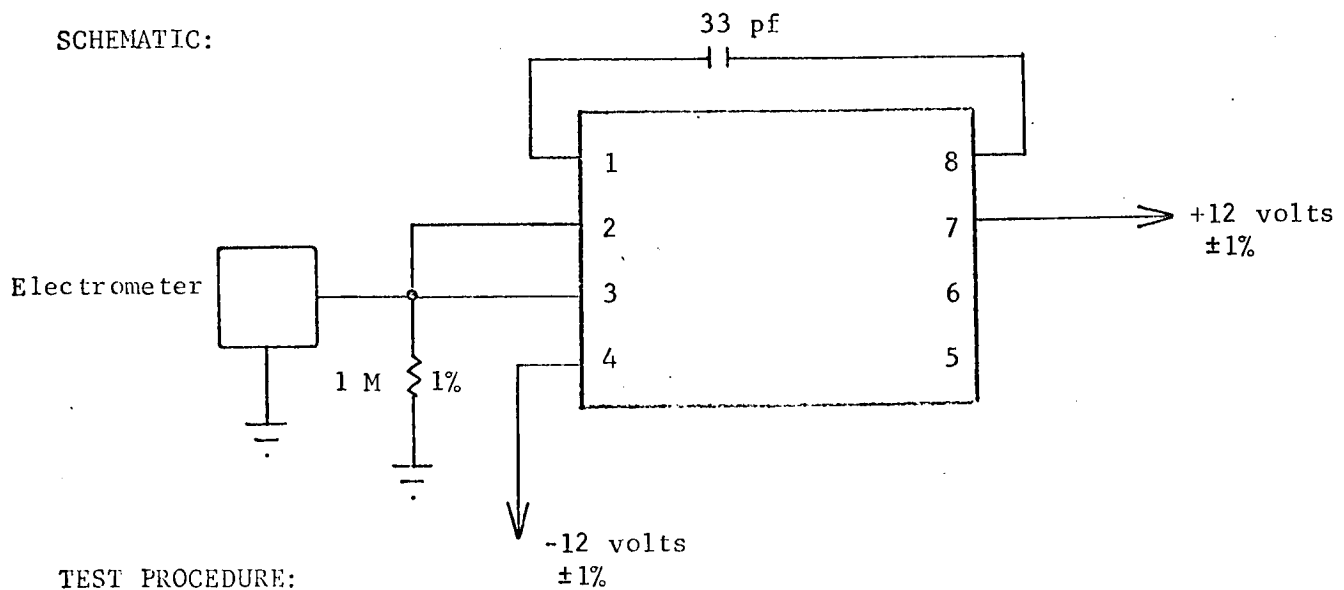 33 pf
SCHEMATIC:
1 8
2 7 +12 volts
±1%
Electrometer 3 6
4 5
1 M 1%
-12 volts
±1%
TEST PROCEDURE: